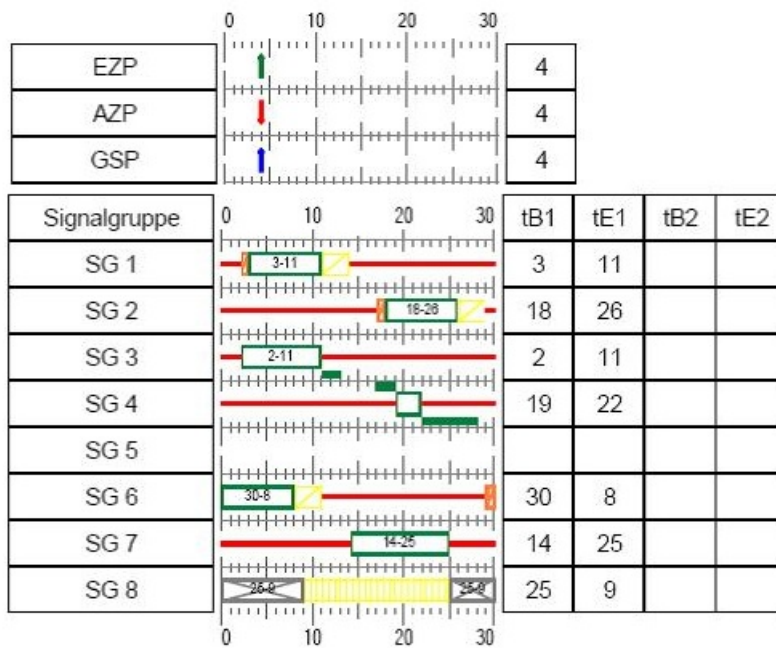 0 10 20 30
EZP 4
AZP 4
GSP 4
Signalgruppe 0 10 20 30 tB1 tE1 tB2 tE2
SG 1 3-11 3 11
SG 2 18-26 18 26
SG 3 2-11 2 11
SG 4 19 22
SG 5
SG 6 30-8 30 8
SG 7 14-25 14 25
SG 8 25-9 25-9 25 9
0 10 20 30